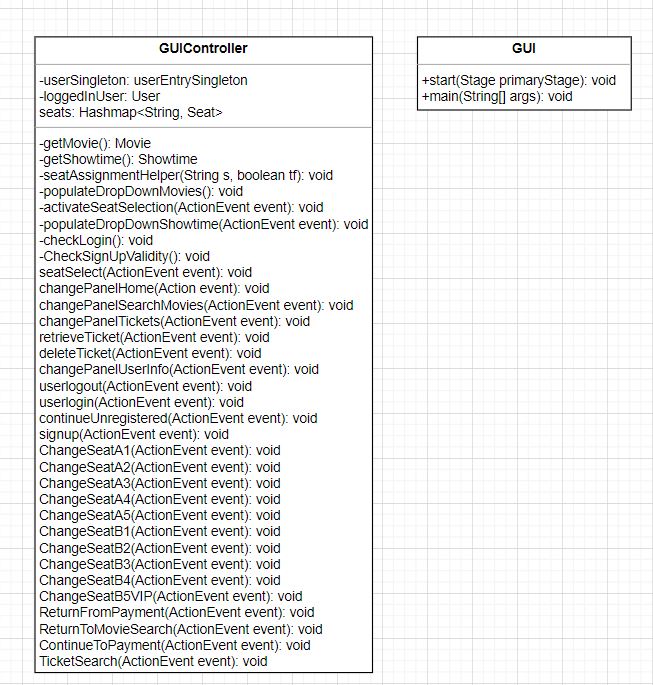 GUIController
-userSingleton: userEntrySingleton
-loggedInUser: User
seats: Hashmap<String, Seat>
-getMovie(): Movie
-getShowtime(): Showtime
-seatAssignmentHelper(String s, boolean tf): void
-populateDropDownMovies(): void
-activateSeatSelection(ActionEvent event): void
-populateDropDownShowtime(ActionEvent event): void
-checkLogin(): void
-CheckSignUpValidity(): void
seatSelect(ActionEvent event): void
changePanelHome(Action event): void
changePanelSearchMovies(ActionEvent event): void
changePanelTickets(ActionEvent event): void
retrieveTicket(ActionEvent event): void
deleteTicket(ActionEvent event): void
changePanelUserInfo(ActionEvent event): void
userlogout(ActionEvent event): void
userlogin(ActionEvent event): void
continueUnregistered(ActionEvent event): void
signup(ActionEvent event): void
ChangeSeatA1(ActionEvent event): void
ChangeSeatA2(ActionEvent event): void
ChangeSeatA3(ActionEvent event): void
ChangeSeatA4(ActionEvent event): void
ChangeSeatA5(ActionEvent event): void
ChangeSeatB1(ActionEvent event): void
ChangeSeatB2(ActionEvent event): void
ChangeSeatB3(ActionEvent event): void
ChangeSeatB4(ActionEvent event): void
ChangeSeatB5VIP(ActionEvent event): void
ReturnFromPayment(ActionEvent event): void
ReturnToMovieSearch(ActionEvent event): void
ContinueToPayment(ActionEvent event): void
TicketSearch(ActionEvent event): void
GUI
+start(Stage primaryStage): void
+main(String[] args): void